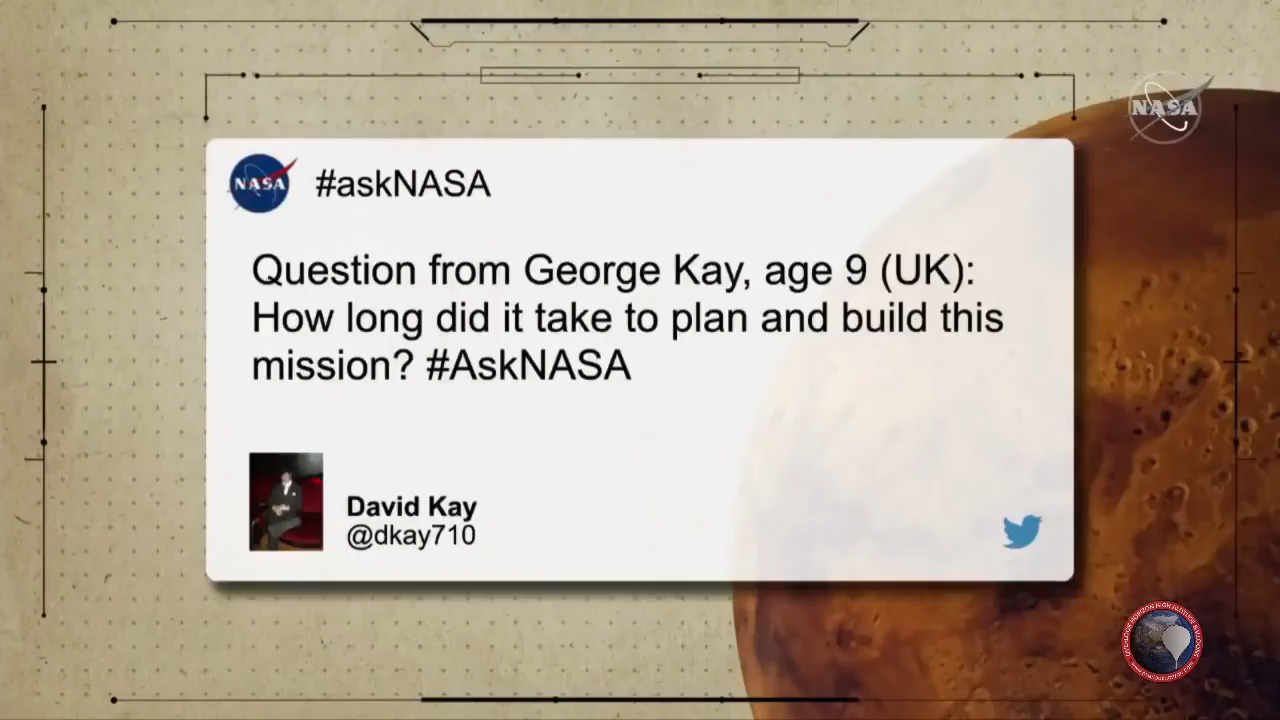 NASA
NASA #askNASA
Question from George Kay, age 9 (UK):
How long did it take to plan and build this
mission? #AskNASA
David Kay
@dkay710